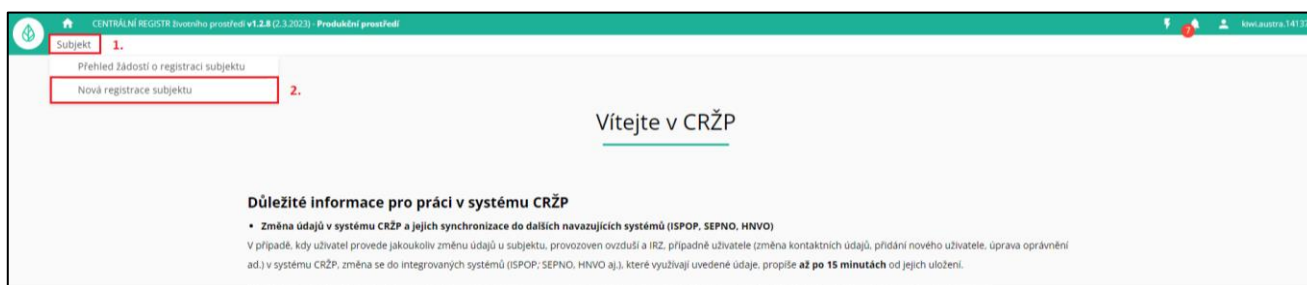 CENTRÁLNÍ REGISTR životního prostředí v1.2.8 (2.3.2023) - Produkční prostředí
7
kiwi.austra.14137
Subjekt 1.
Přehled žádostí o registraci subjektu
Nová registrace subjektu 2.
Vítejte v CRŽP
Důležité informace pro práci v systému CRŽP
• Změna údajů v systému CRŽP a jejich synchronizace do dalších navazujících systémů (ISPOP, SEPNO, HNVO)
V případě, kdy uživatel provede jakoukoliv změnu údajů u subjektu, provozoven ovzduší a IRZ, případně uživatele (změna kontaktních údajů, přidání nového uživatele, úprava oprávnění
ad.) v systému CRŽP, změna se do integrovaných systémů (ISPOP, SEPNO, HNVO aj.), které využívají uvedené údaje, propíše až po 15 minutách od jejich uložení.